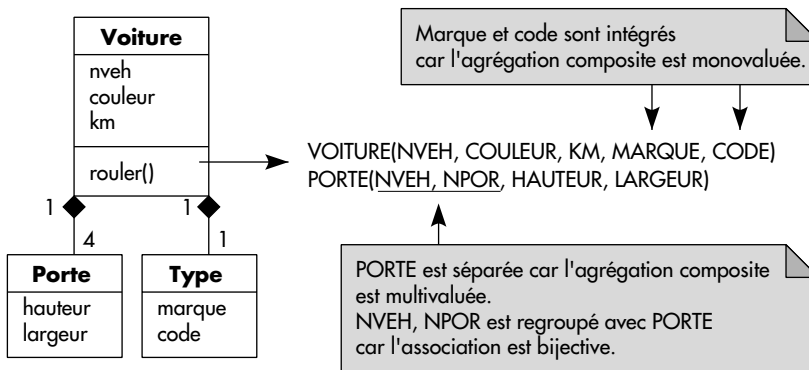 Voiture
nveh
couleur
km
rouler()
1
1
4
1
Porte
hauteur
largeur
Type
marque
code
Marque et code sont intégrés
car l'agrégation composite est monovaluée.
VOITURE(NVEH, COULEUR, KM, MARQUE, CODE)
PORTE(NVEH, NPOR, HAUTEUR, LARGEUR)
PORTE est séparée car l'agrégation composite
est multivaluée.
NVEH, NPOR est regroupé avec PORTE
car l'association est bijective.